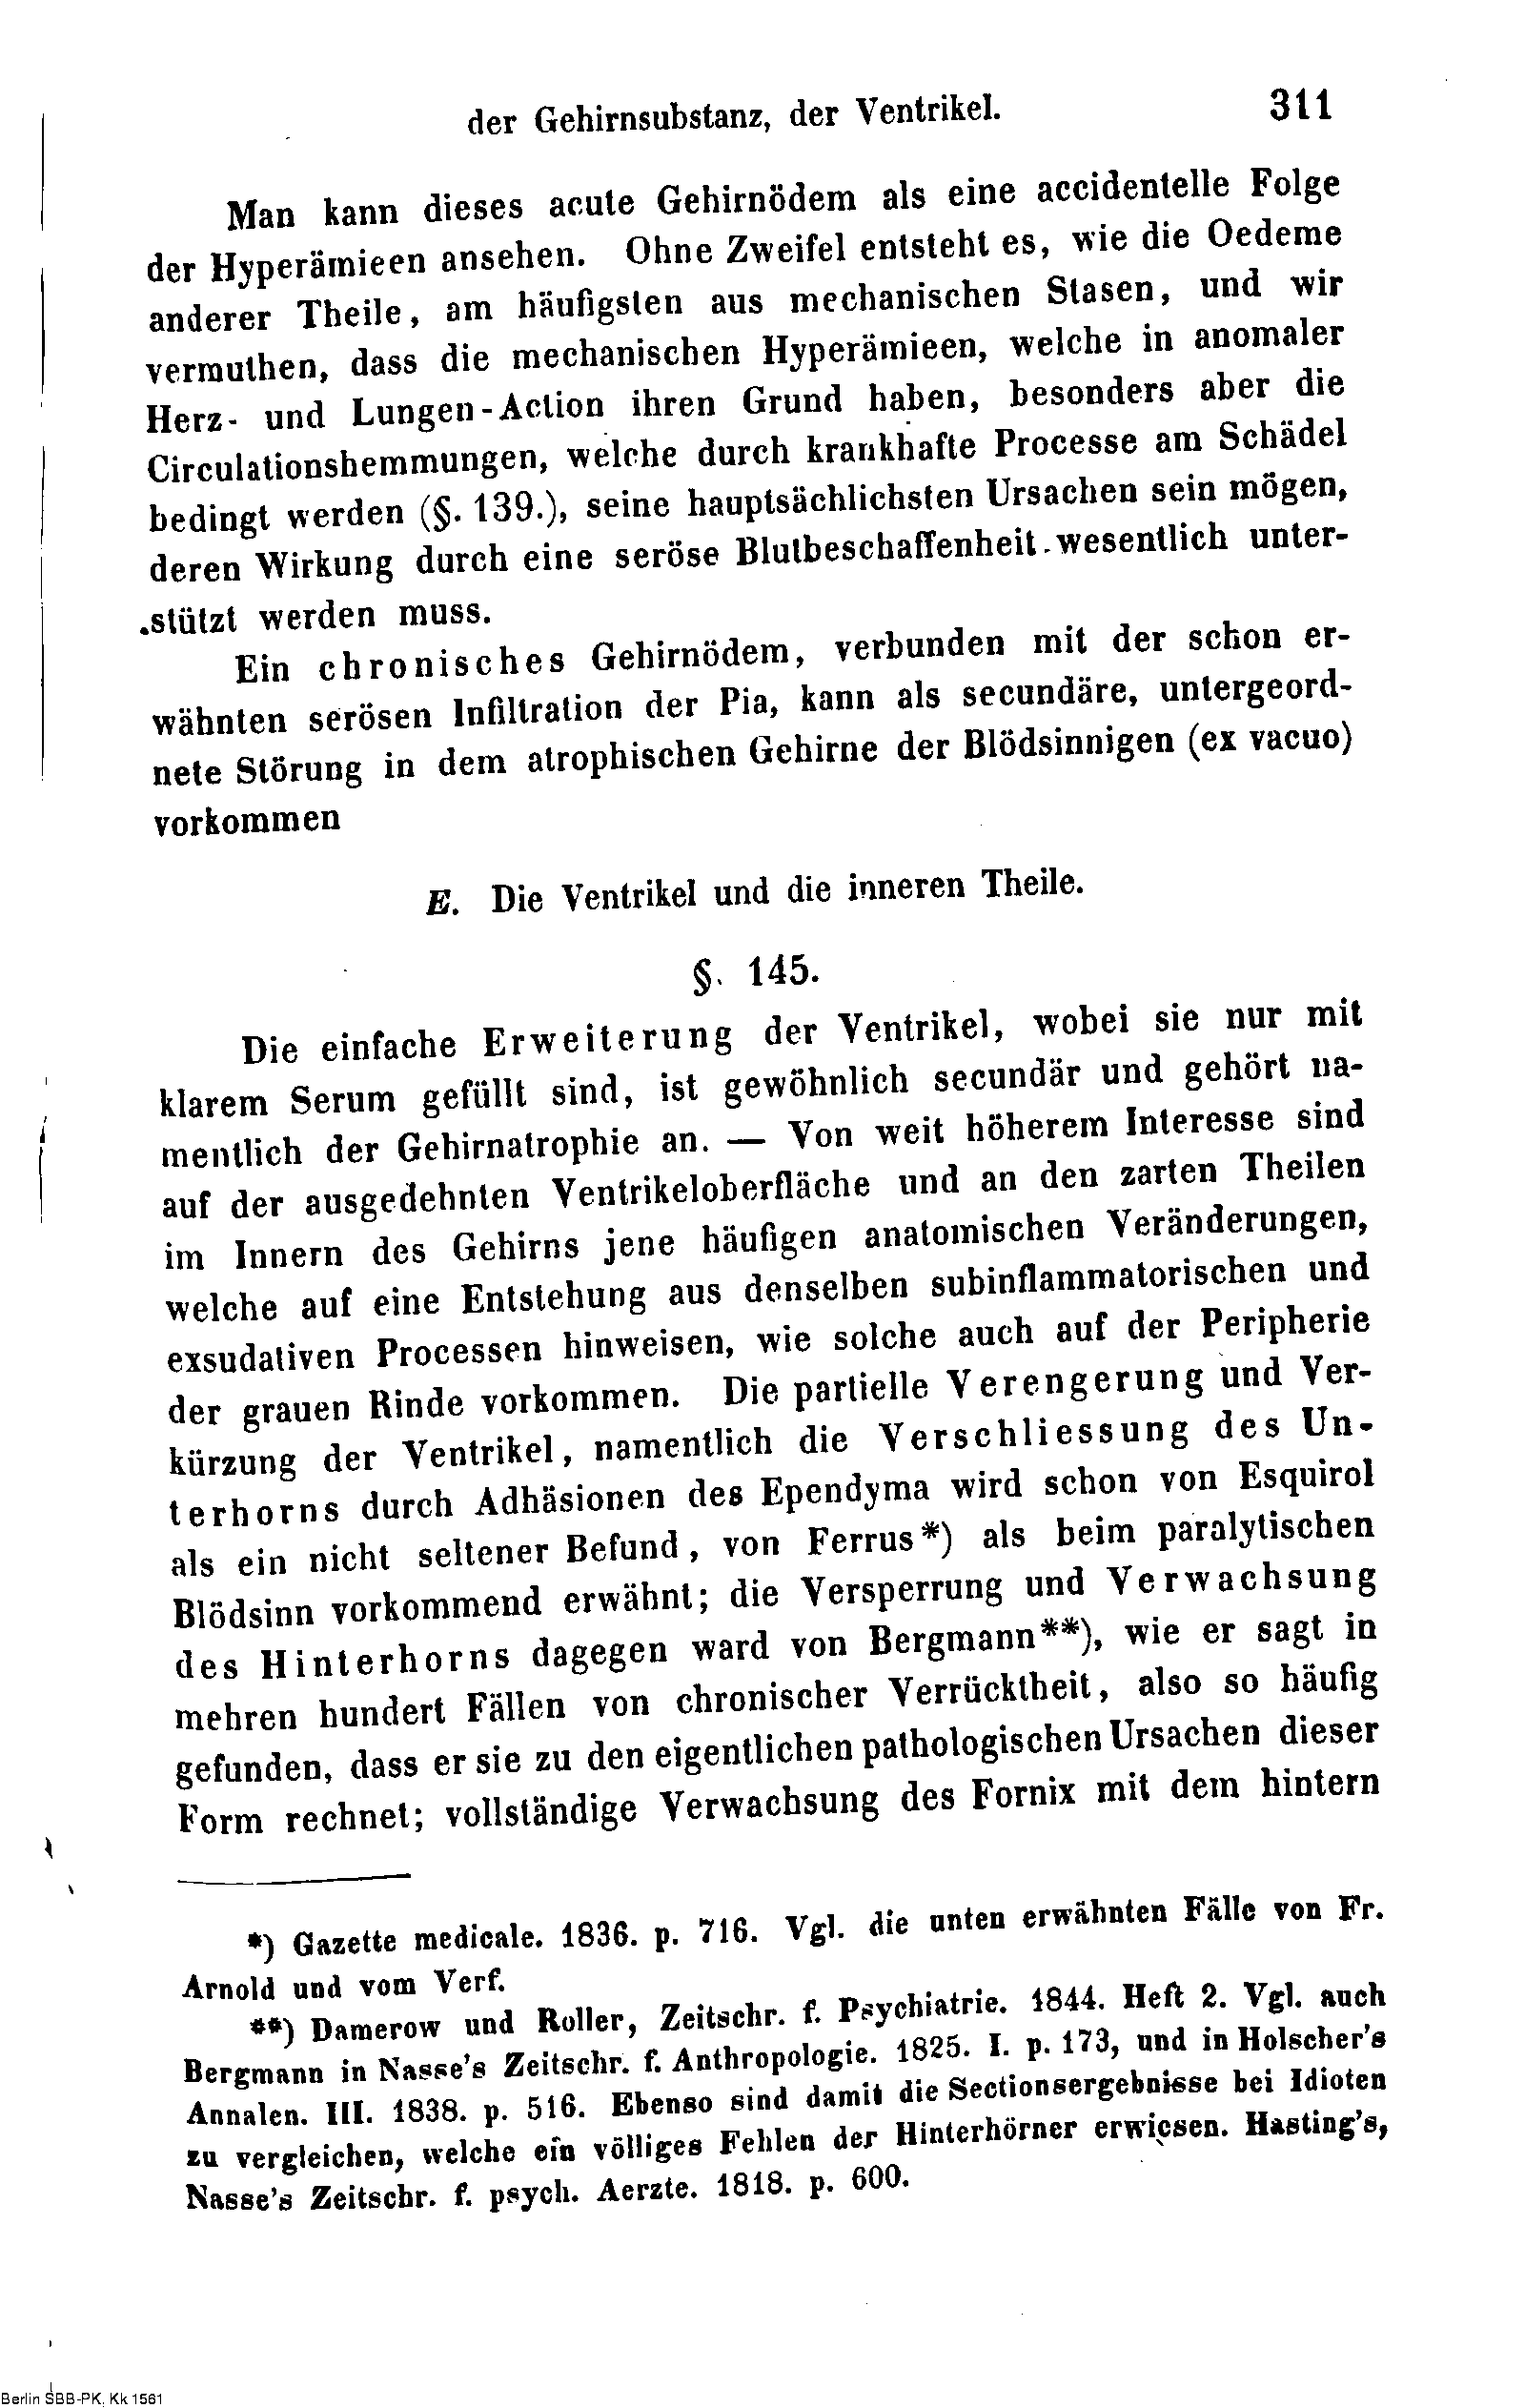 der Gehirnsubstanz, der Ventrikel. 311
Man kann dieses acute Gehirnödem als eine accidentelle Folge
der Hyperämieen ansehen. Ohne Zweifel entsteht es, wie die Oedeme
anderer Theile, am häufigsten aus mechanischen Stasen, und wir
vermuthen, dass die mechanischen Hyperämieen, welche in anomaler
Herz- und Lungen-Action ihren Grund haben, besonders aber die
Circulationshemmungen, welche durch krankhafte Processe am Schädel
bedingt werden (§. 139.), seine hauptsächlichsten Ursachen sein mögen,
deren Wirkung durch eine seröse Blutbeschaffenheit wesentlich unter-
stützt werden muss.
Ein chronisches Gehirnödem, verbunden mit der schon er-
wähnten serösen Infiltration der Pia, kann als secundäre, untergeord-
nete Störung in dem atrophischen Gehirne der Blödsinnigen (ex vacuo)
vorkommen
E. Die Ventrikel und die inneren Theile.
§. 145.
Die einfache Erweiterung der Ventrikel, wobei sie nur mit
klarem Serum gefüllt sind, ist gewöhnlich secundär und gehört na-
mentlich der Gehirnatrophie an. — Von weit höherem Interesse sind
auf der ausgedehnten Ventrikeloberfläche und an den zarten Theilen
im Innern des Gehirns jene häufigen anatomischen Veränderungen,
welche auf eine Entstehung aus denselben subinflammatorischen und
exsudativen Processen hinweisen, wie solche auch auf der Peripherie
der grauen Rinde vorkommen. Die partielle Verengerung und Ver-
kürzung der Ventrikel, namentlich die Verschliessung des Un-
terhorns durch Adhäsionen des Ependyma wird schon von Esquirol
als ein nicht seltener Befund, von Ferrus*) als beim paralytischen
Blödsinn vorkommend erwähnt; die Versperrung und Verwachsung
des Hinterhorns dagegen ward von Bergmann**), wie er sagt in
mehren hundert Fällen von chronischer Verrücktheit, also so häufig
gefunden, dass er sie zu den eigentlichen pathologischen Ursachen dieser
Form rechnet; vollständige Verwachsung des Fornix mit dem hintern
*) Gazette medicale. 1836. p. 716. Vgl. die unten erwähnten Fälle von Fr.
Arnold und vom Verf.
**) Damerow und Roller, Zeitschr. f. Psychiatrie. 1844. Heft 2. Vgl. auch
Bergmann in Nasse's Zeitschr. f. Anthropologie. 1825. I. p. 173, und in Holscher's
Annalen. III. 1838. p. 516. Ebenso sind damit die Sectionsergebnisse bei Idioten
zu vergleichen, welche ein völliges Fehlen der Hinterhörner erwiesen. Hasting's,
Nasse's Zeitschr. f. psych. Aerzte. 1818. p. 600.
Berlin SBB-PK, Kk 1561